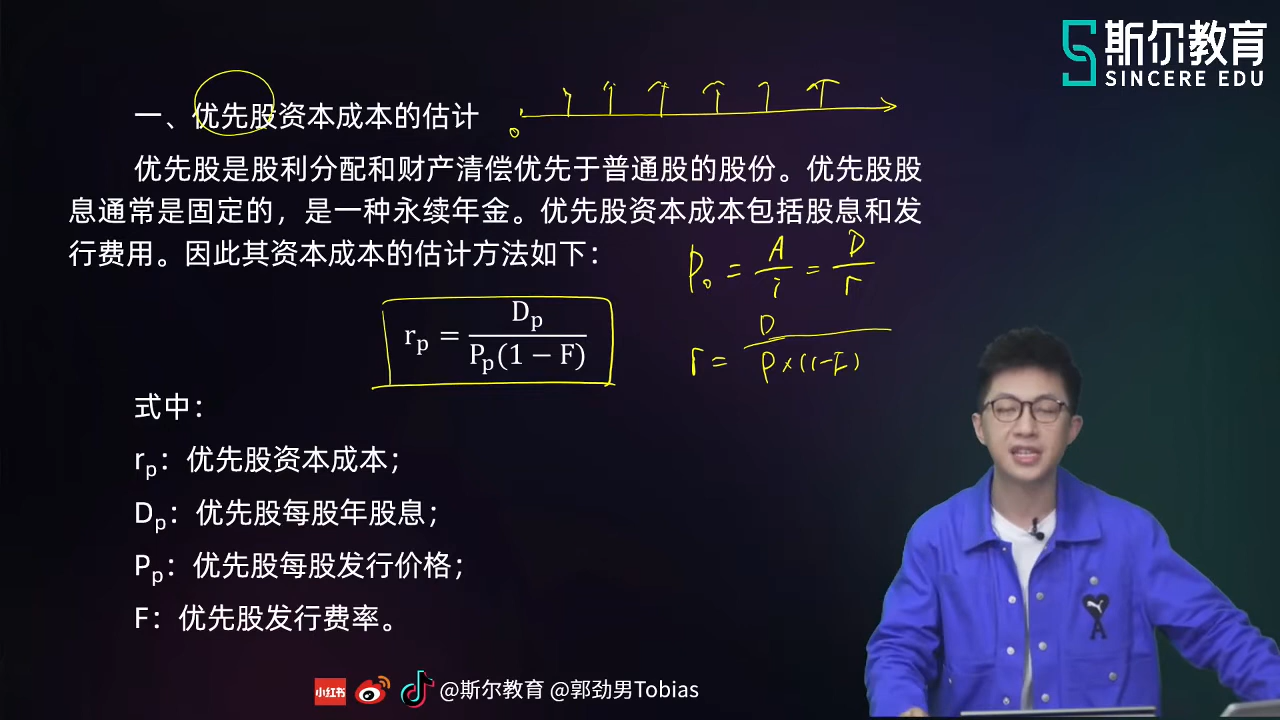 斯尔教育
SINCERE EDU
一、优先股资本成本的估计
0
优先股是股利分配和财产清偿优先于普通股的股份。优先股股
息通常是固定的，是一种永续年金。优先股资本成本包括股息和发
行费用。因此其资本成本的估计方法如下：
P₀ = A/i = D/r
rₚ = Dₚ/Pₚ(1 − F)
r = D/P×(1-F)
式中：
rₚ：优先股资本成本；
Dₚ：优先股每股年股息；
Pₚ：优先股每股发行价格；
F：优先股发行费率。
小红书 @斯尔教育 @郭劲男Tobias
A